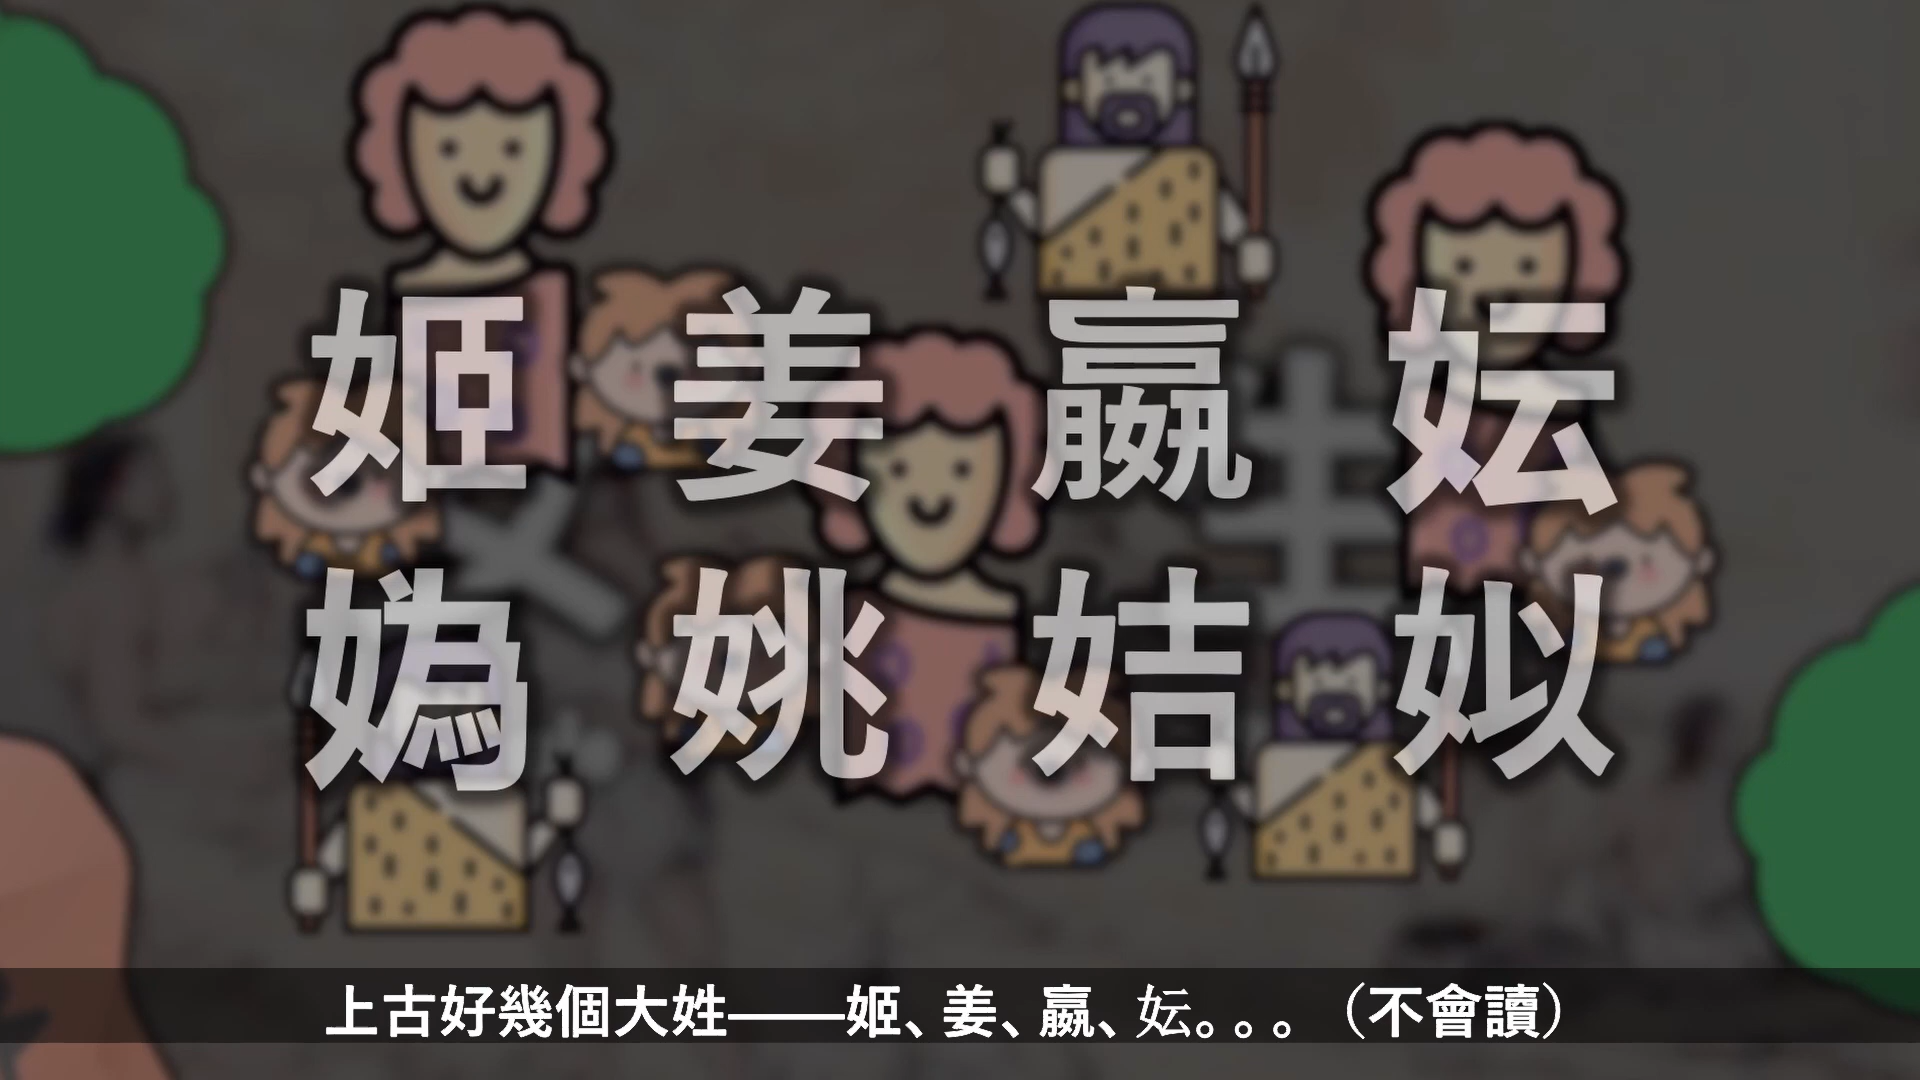 姬 姜 嬴 妘
媯 姚 姞 姒
上古好幾個大姓——姬、姜、嬴、妘。。。（不會讀）